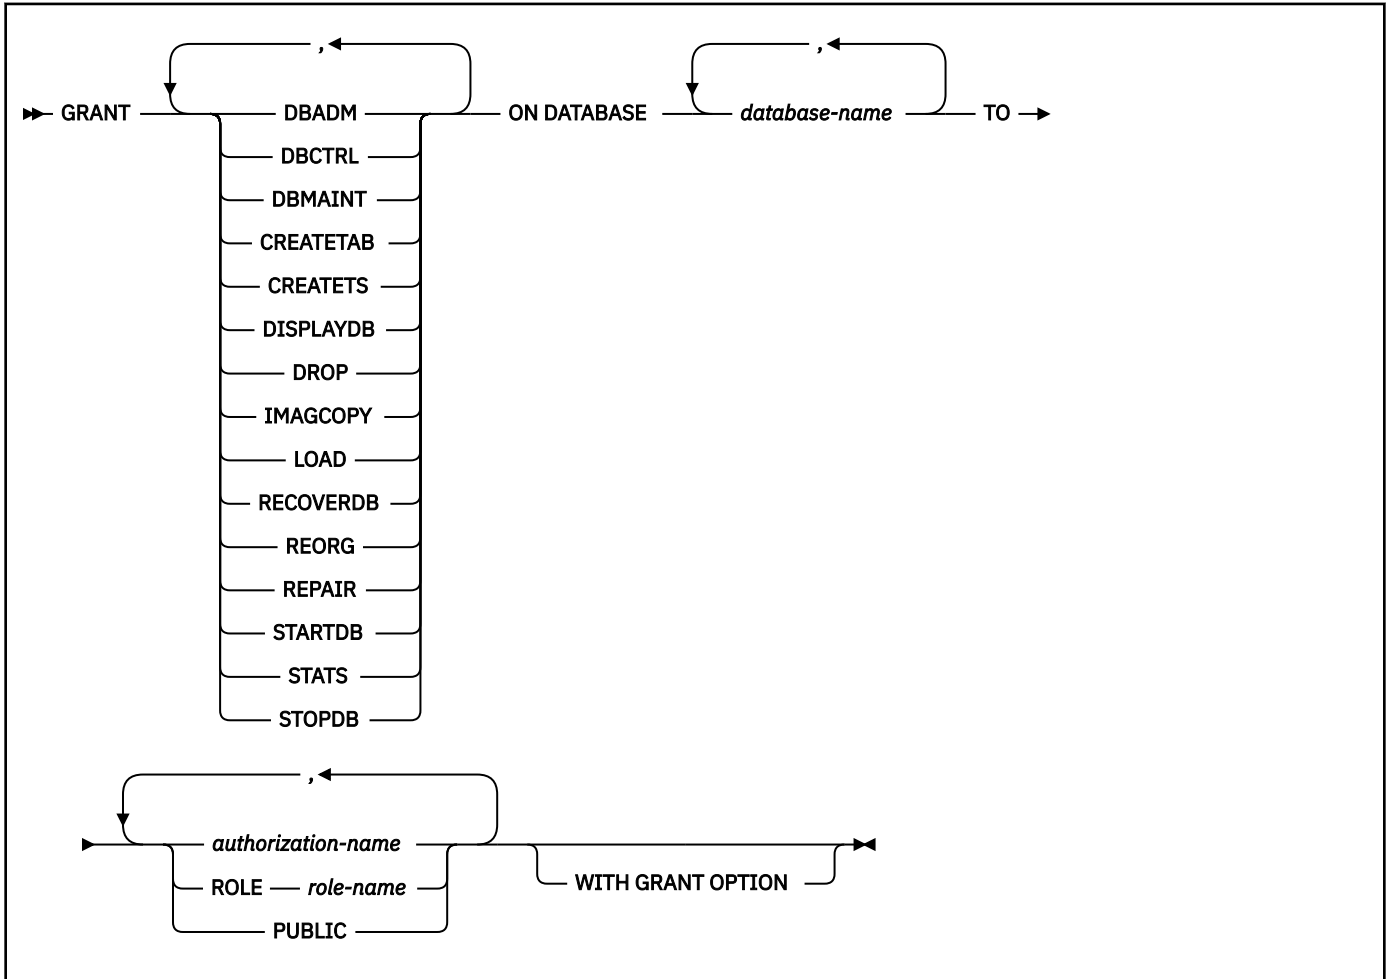 ,
,
GRANT DBADM ON DATABASE database-name TO
DBCTRL
DBMAINT
CREATETAB
CREATETS
DISPLAYDB
DROP
IMAGCOPY
LOAD
RECOVERDB
REORG
REPAIR
STARTDB
STATS
STOPDB
,
authorization-name
ROLE role-name
WITH GRANT OPTION
PUBLIC